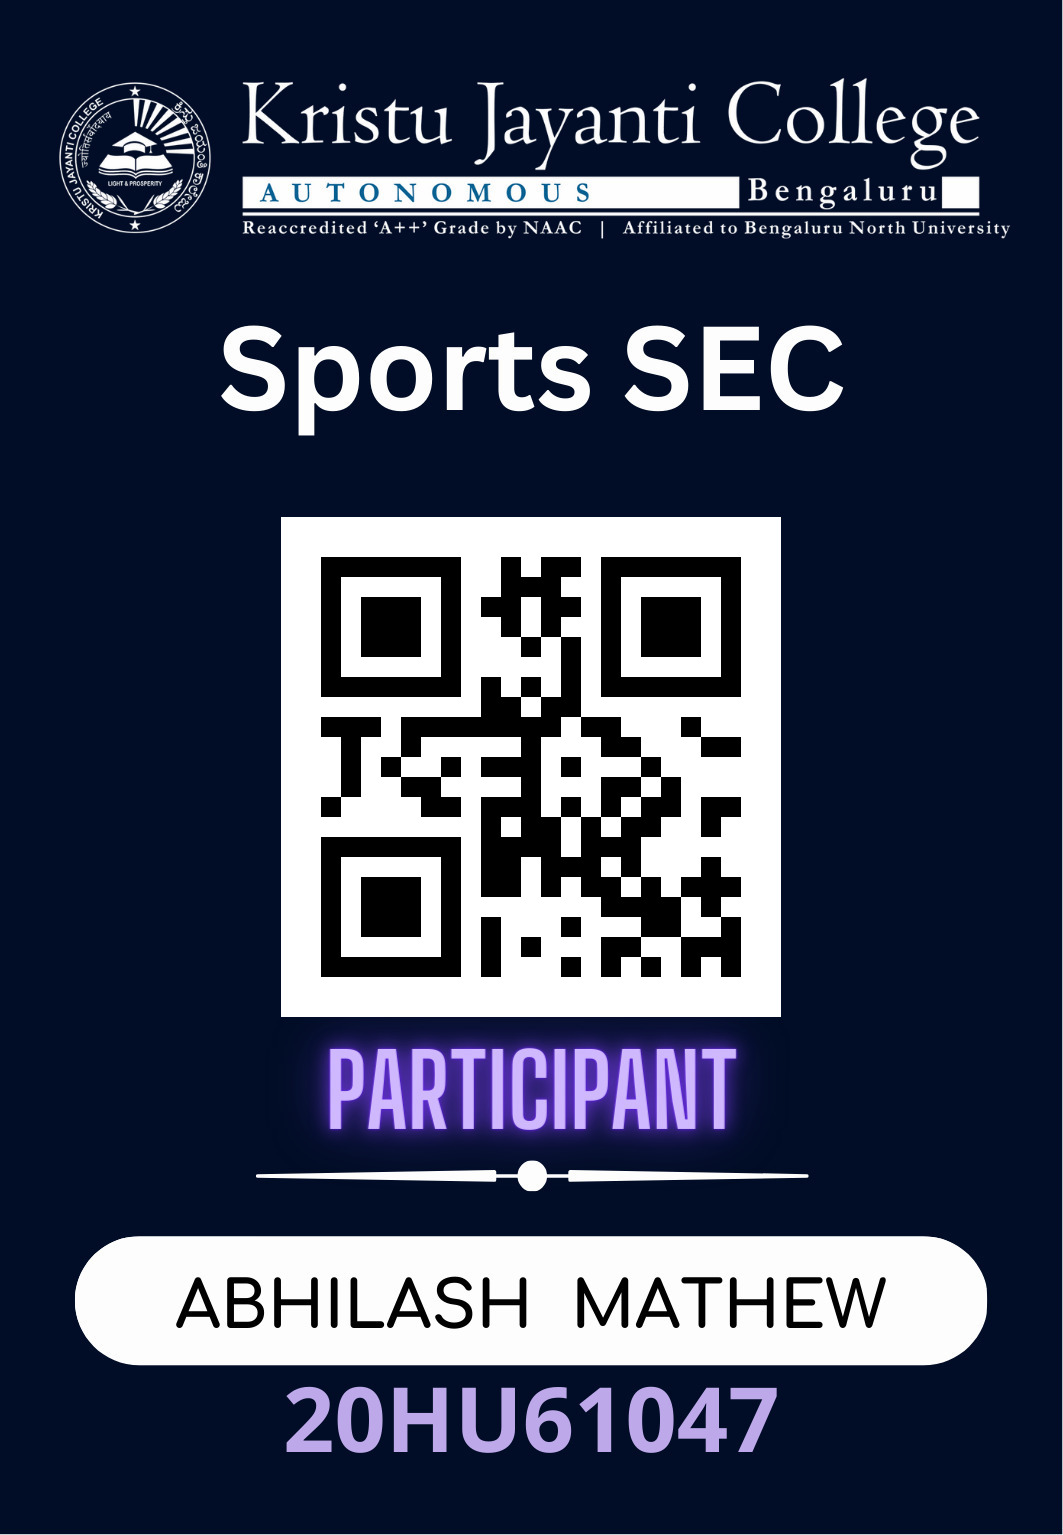 KRISTU JAYANTI COLLEGE
LIGHT & PROSPERITY
Kristu Jayanti College
AUTONOMOUS Bengaluru
Reaccredited ‘A++’ Grade by NAAC | Affiliated to Bengaluru North University
Sports SEC
PARTICIPANT
ABHILASH MATHEW
20HU61047